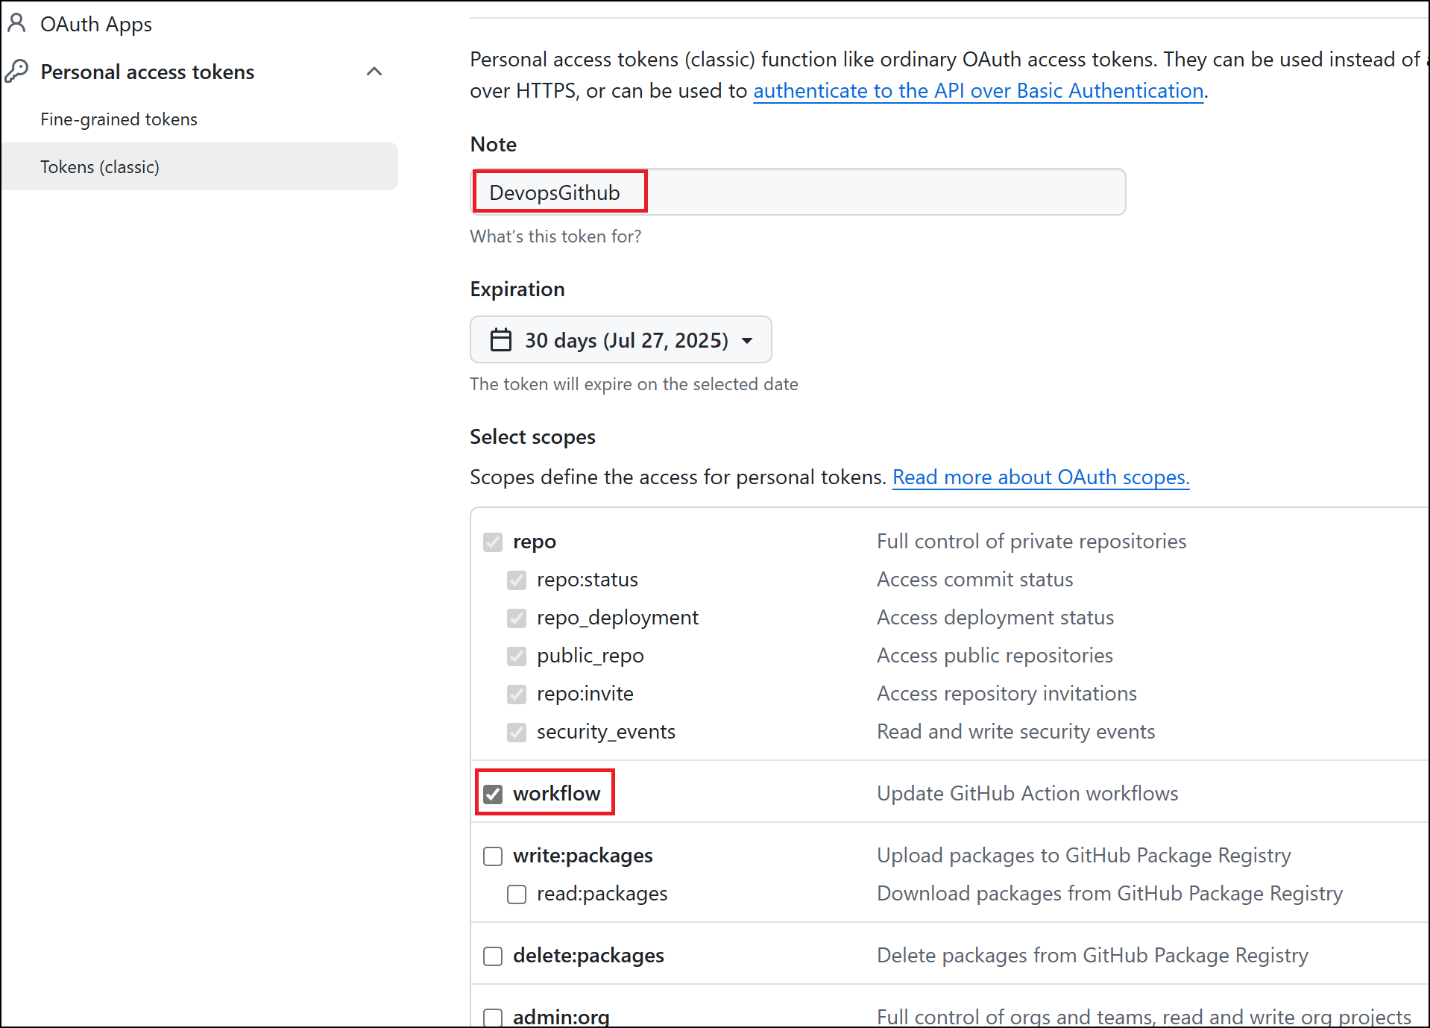 OAuth Apps
Personal access tokens
Fine-grained tokens
Tokens (classic)
Personal access tokens (classic) function like ordinary OAuth access tokens. They can be used instead of
over HTTPS, or can be used to authenticate to the API over Basic Authentication.
Note
DevopsGithub
What's this token for?
Expiration
30 days (Jul 27, 2025)
The token will expire on the selected date
Select scopes
Scopes define the access for personal tokens. Read more about OAuth scopes.
repo Full control of private repositories
repo:status Access commit status
repo_deployment Access deployment status
public_repo Access public repositories
repo:invite Access repository invitations
security_events Read and write security events
workflow Update GitHub Action workflows
write:packages Upload packages to GitHub Package Registry
read:packages Download packages from GitHub Package Registry
delete:packages Delete packages from GitHub Package Registry
admin:org Full control of orgs and teams, read and write org projects